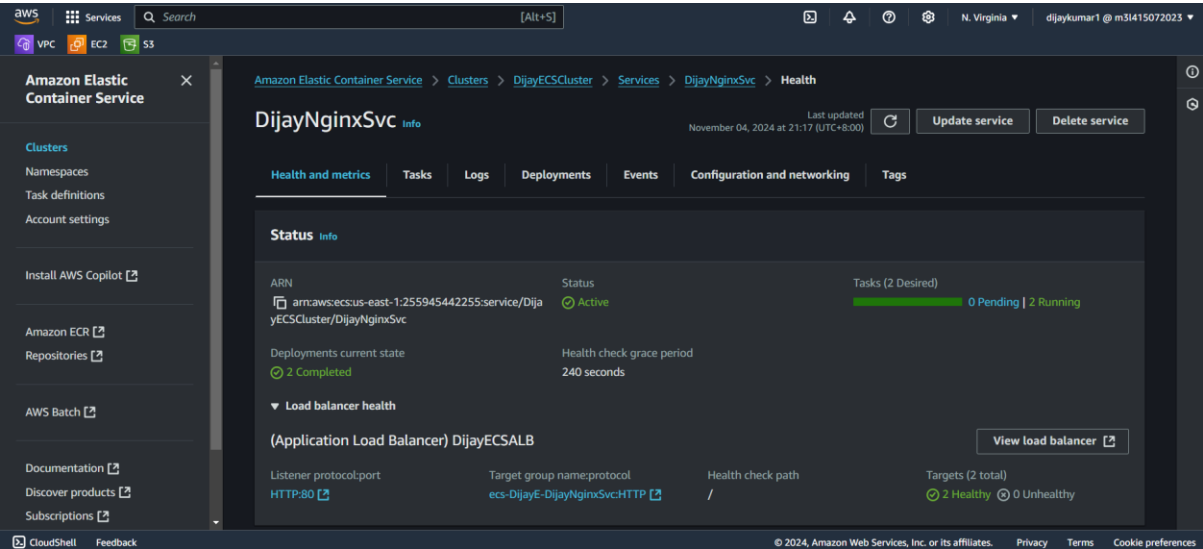 aws
Services
Search
[Alt+S]
N. Virginia ▼
dijaykumar1 @ m3l415072023 ▼
VPC
EC2
S3
Amazon Elastic
Container Service
Clusters
Namespaces
Task definitions
Account settings
Install AWS Copilot
Amazon ECR
Repositories
AWS Batch
Documentation
Discover products
Subscriptions
Amazon Elastic Container Service > Clusters > DijayECSCluster > Services > DijayNginxSvc > Health
DijayNginxSvc Info
Last updated
November 04, 2024 at 21:17 (UTC+8:00)
Update service
Delete service
Health and metrics
Tasks
Logs
Deployments
Events
Configuration and networking
Tags
Status Info
ARN
arn:aws:ecs:us-east-1:255945442255:service/Dija
yECSCluster/DijayNginxSvc
Status
Active
Tasks (2 Desired)
0 Pending | 2 Running
Deployments current state
2 Completed
Health check grace period
240 seconds
▼ Load balancer health
(Application Load Balancer) DijayECSALB
View load balancer
Listener protocol:port
HTTP:80
Target group name:protocol
ecs-DijayE-DijayNginxSvc:HTTP
Health check path
/
Targets (2 total)
2 Healthy 0 Unhealthy
CloudShell
Feedback
© 2024, Amazon Web Services, Inc. or its affiliates.
Privacy
Terms
Cookie preferences